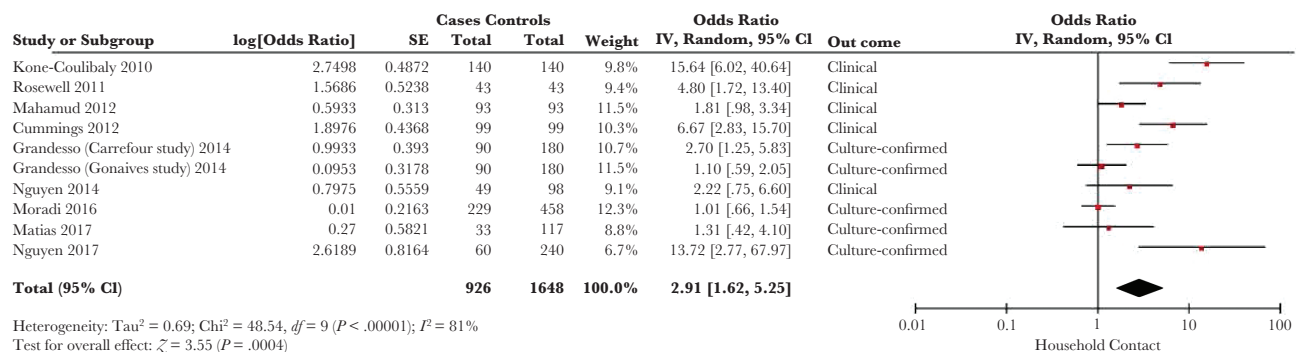 Cases Controls Odds Ratio Odds Ratio
Study or Subgroup log[Odds Ratio] SE Total Total Weight IV, Random, 95% Cl Out come IV, Random, 95% Cl
Kone-Coulibaly 2010 2.7498 0.4872 140 140 9.8% 15.64 [6.02, 40.64] Clinical
Rosewell 2011 1.5686 0.5238 43 43 9.4% 4.80 [1.72, 13.40] Clinical
Mahamud 2012 0.5933 0.313 93 93 11.5% 1.81 [.98, 3.34] Clinical
Cummings 2012 1.8976 0.4368 99 99 10.3% 6.67 [2.83, 15.70] Clinical
Grandesso (Carrefour study) 2014 0.9933 0.393 90 180 10.7% 2.70 [1.25, 5.83] Culture-confirmed
Grandesso (Gonaives study) 2014 0.0953 0.3178 90 180 11.5% 1.10 [.59, 2.05] Culture-confirmed
Nguyen 2014 0.7975 0.5559 49 98 9.1% 2.22 [.75, 6.60] Clinical
Moradi 2016 0.01 0.2163 229 458 12.3% 1.01 [.66, 1.54] Culture-confirmed
Matias 2017 0.27 0.5821 33 117 8.8% 1.31 [.42, 4.10] Culture-confirmed
Nguyen 2017 2.6189 0.8164 60 240 6.7% 13.72 [2.77, 67.97] Culture-confirmed
Total (95% Cl) 926 1648 100.0% 2.91 [1.62, 5.25]
Heterogeneity: Tau² = 0.69; Chi² = 48.54, df = 9 (P < .00001); I² = 81%
Test for overall effect: Z = 3.55 (P = .0004)
0.01 0.1 1 10 100
Household Contact